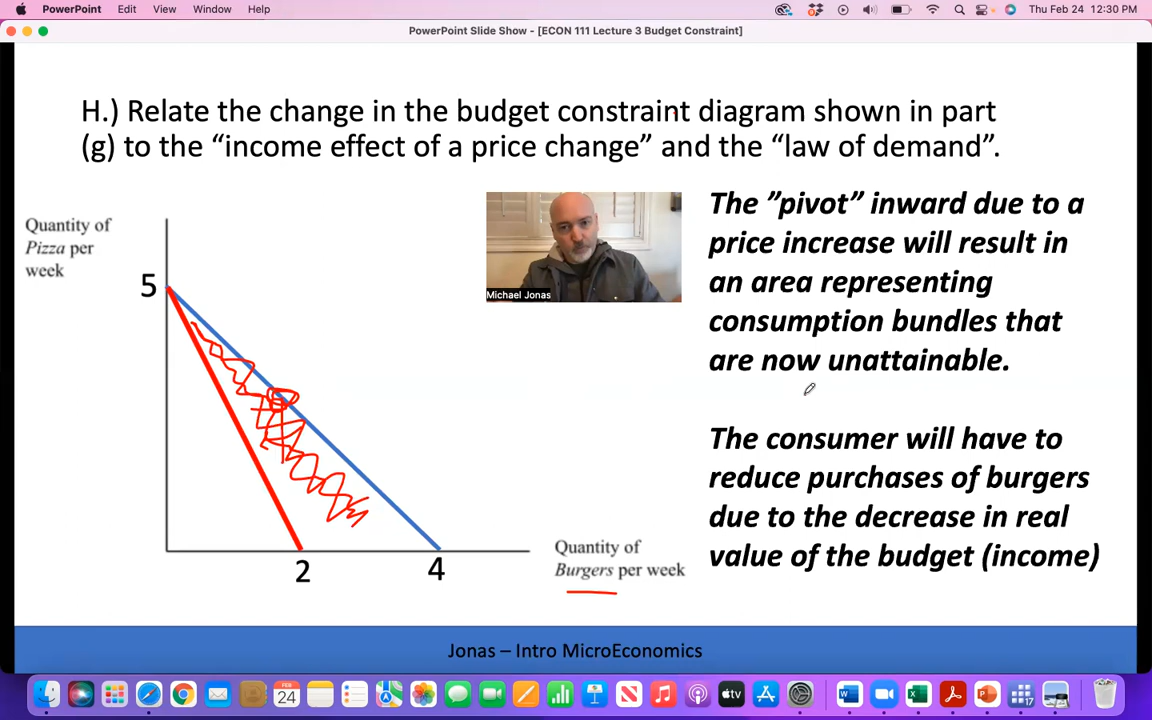 PowerPoint File Edit View Window Help Thu Feb 24 12:30 PM
PowerPoint Slide Show - [ECON 111 Lecture 3 Budget Constraint]
H.) Relate the change in the budget constraint diagram shown in part
(g) to the “income effect of a price change” and the “law of demand”.
Quantity of
Pizza per
week
5
2
4
Quantity of
Burgers per week
Michael Jonas
The ”pivot” inward due to a
price increase will result in
an area representing
consumption bundles that
are now unattainable.
The consumer will have to
reduce purchases of burgers
due to the decrease in real
value of the budget (income)
Jonas – Intro MicroEconomics
FEB
24
tv
17